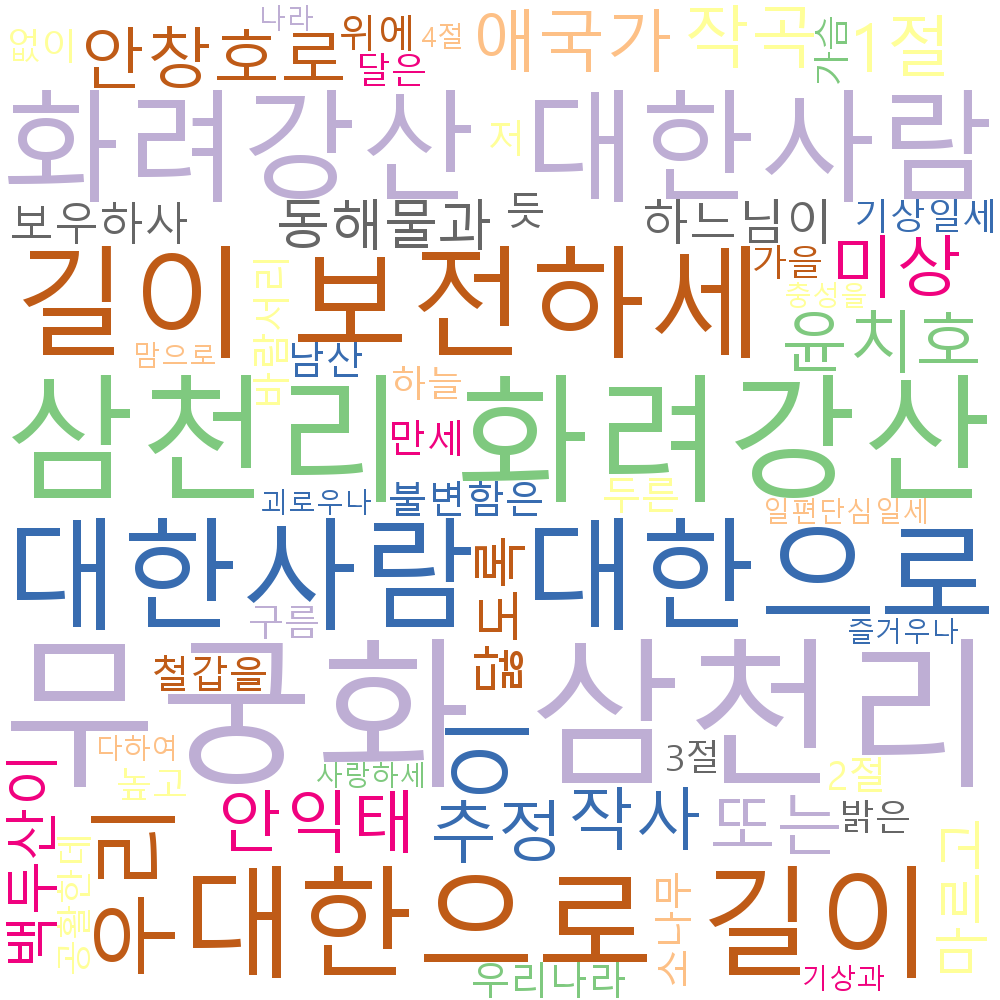 나라
없이
안창호로
위에
4절
애국가
작곡
1절
달은
가슴
화려강산
대한사람
저
보우하사
동해물과
듯
하느님이
기상일세
길이 보전하세
가을
미상
충성을
바람서리
윤치호
맘으로
남산
하늘
삼천리
화려강산
만세
괴로우나
불변함은
두른
일편단심일세
대한사람
대한으로
노도
구름
즐거우나
무궁화 삼천리
철갑을
이
다하여
높고
사랑하세
3절
2절
백두산이
안익태
추정
작사
또는
밝은
공활한데
우리
대한으로 길이
소나무
마르고
우리나라
기상과